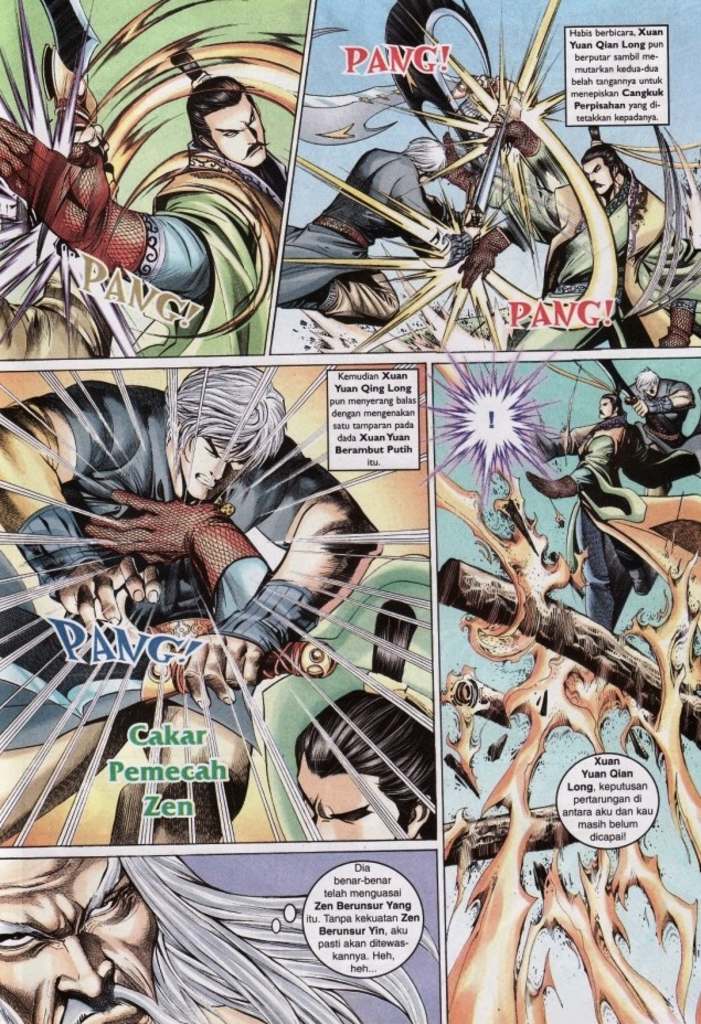 PANG!
PANG!
PANG!
Habis berbicara, Xuan
Yuan Qian Long pun
berputar sambil me-
mutarkan kedua-dua
belah tangannya untuk
menepiskan Cangkuk
Perpisahan yang di-
tetakkan kepadanya.
Kemudian Xuan
Yuan Qing Long
pun menyerang balas
dengan mengenakan
satu tamparan pada
dada Xuan Yuan
Berambut Putih
itu.
PANG!
Cakar
Pemecah
Zen
!
Xuan
Yuan Qian
Long, keputusan
pertarungan di
antara aku dan kau
masih belum
dicapai!
Dia
benar-benar
telah menguasai
Zen Berunsur Yang
itu. Tanpa kekuatan Zen
Berunsur Yin, aku
pasti akan ditewas-
kannya. Heh,
heh...